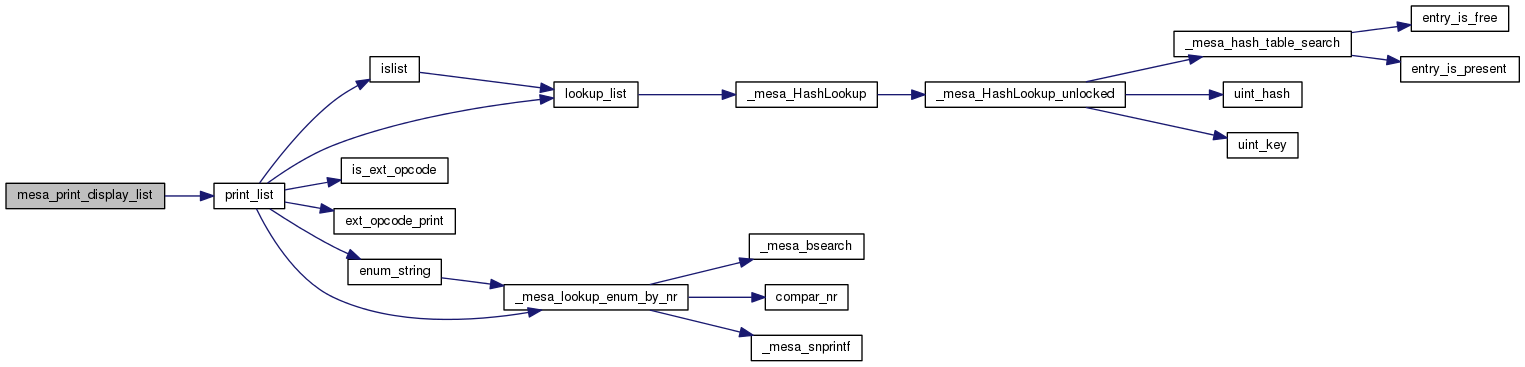 mesa_print_display_list
print_list
islist
lookup_list
is_ext_opcode
ext_opcode_print
enum_string
_mesa_lookup_enum_by_nr
_mesa_HashLookup
_mesa_HashLookup_unlocked
_mesa_hash_table_search
entry_is_free
entry_is_present
uint_hash
uint_key
_mesa_bsearch
compar_nr
_mesa_snprintf